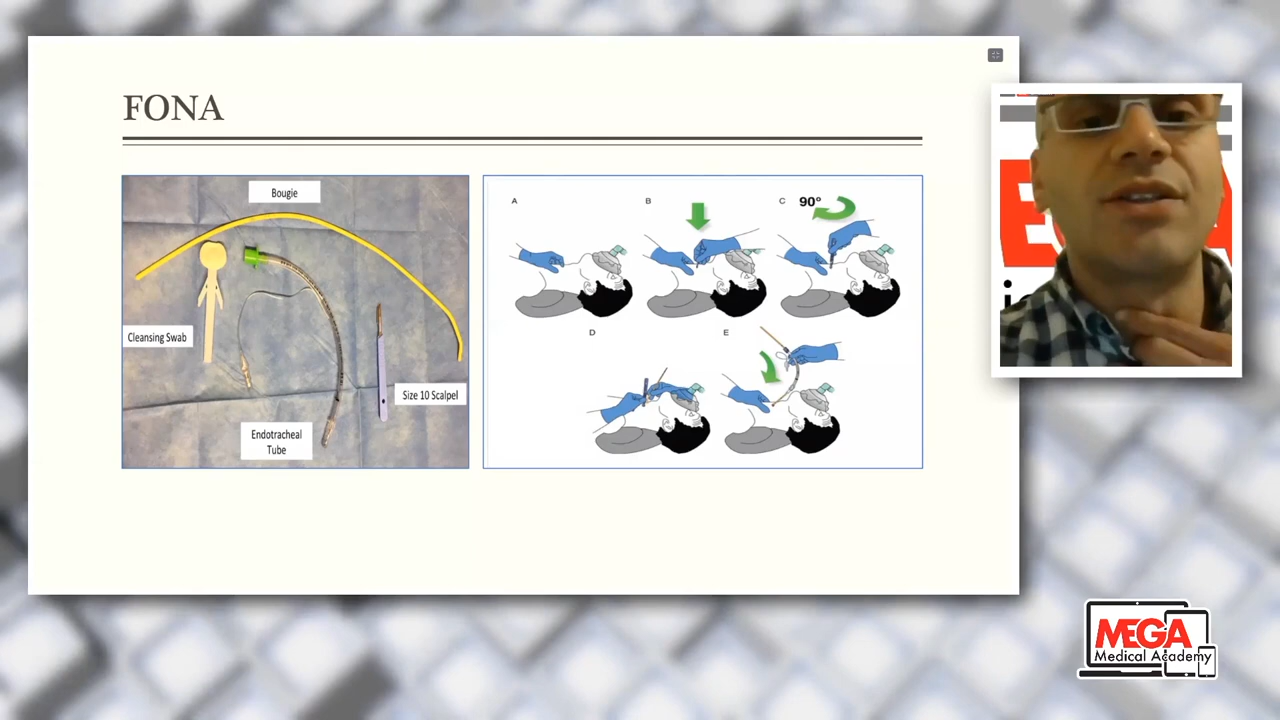 FONA
Bougie
Cleansing Swab
Size 10 Scalpel
Endotracheal
Tube
A
B
C
90°
D
E
MEGA
Medical Academy